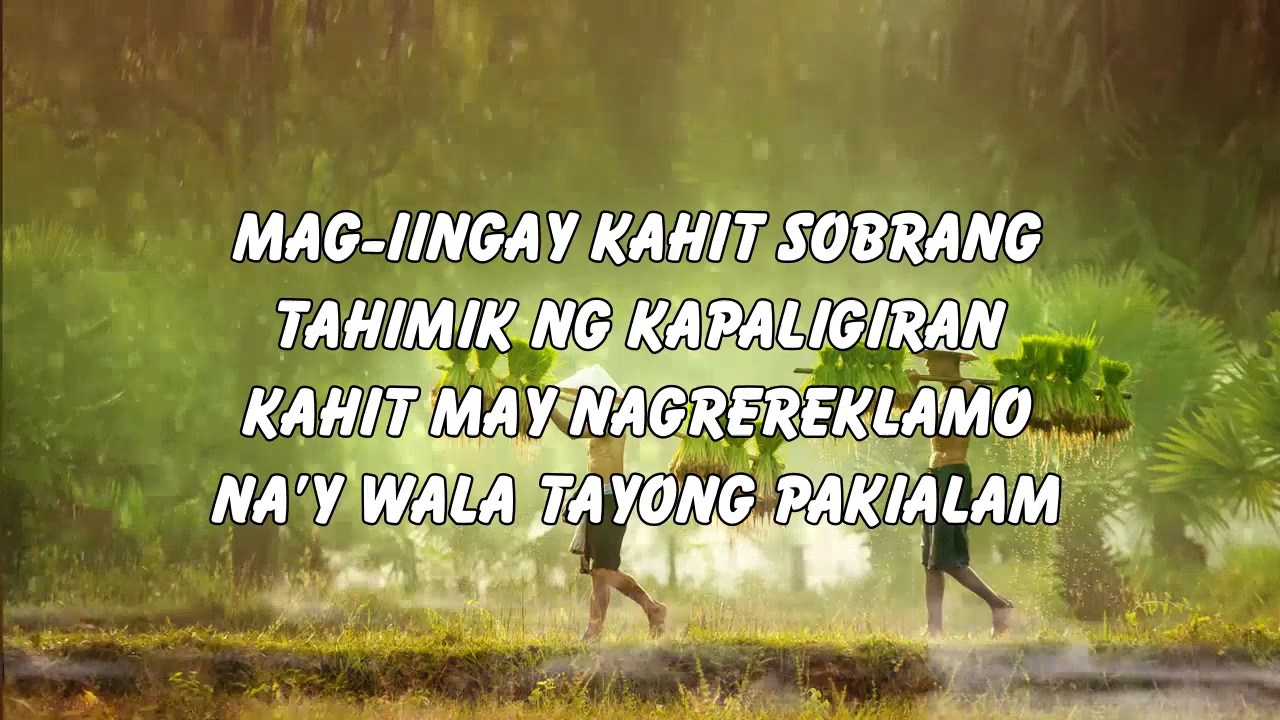 MAG-IINGAY KAHIT SOBRANG
TAHIMIK NG KAPALIGIRAN
KAHIT MAY NAGREREKLAMO
NA'Y WALA TAYONG PAKIALAM